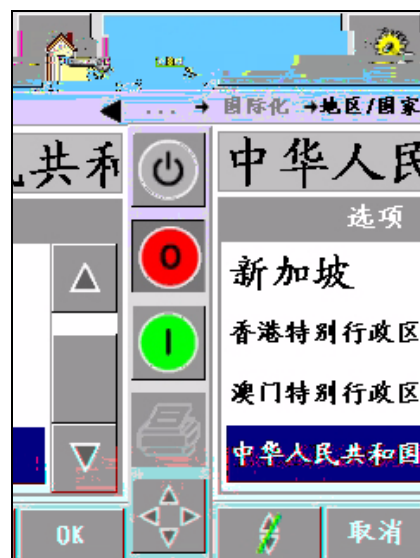 ... → 国际化 →地区/国家
共和
中华人民
选项
新加坡
香港特别行政区
澳门特别行政区
中华人民共和国
OK
取消